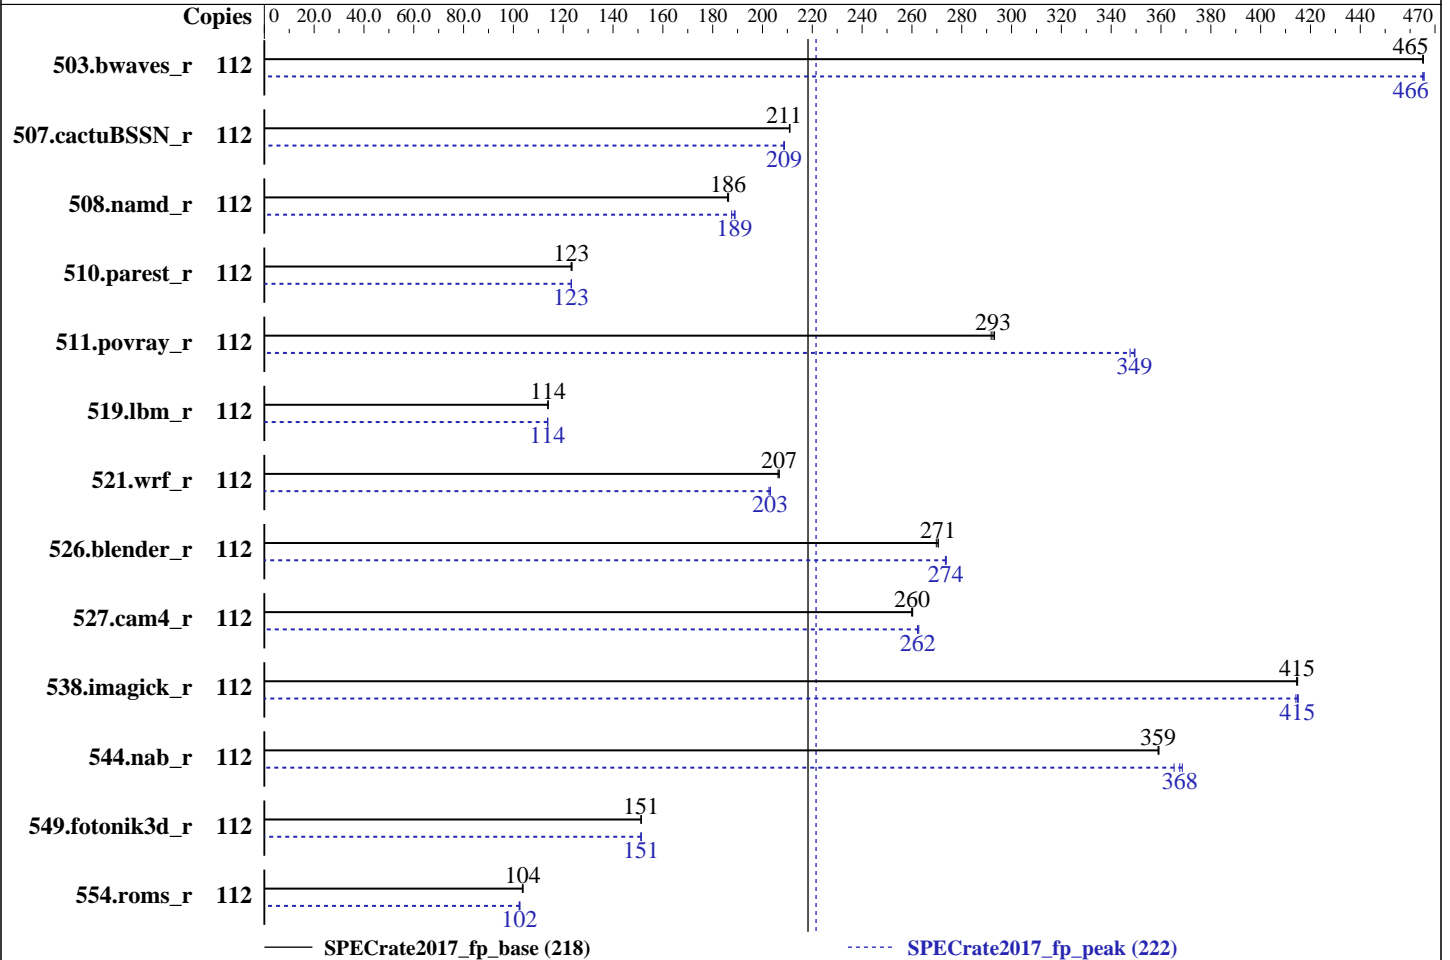 Copies 0 20.0 40.0 60.0 80.0 100 120 140 160 180 200 220 240 260 280 300 320 340 360 380 400 420 440 470
465
503.bwaves_r 112
466
211
507.cactuBSSN_r 112
209
186
508.namd_r 112
189
123
510.parest_r 112
123
293
511.povray_r 112
349
114
519.lbm_r 112
114
207
521.wrf_r 112
203
271
526.blender_r 112
274
260
527.cam4_r 112
262
415
538.imagick_r 112
415
359
544.nab_r 112
368
151
549.fotonik3d_r 112
151
104
554.roms_r 112
102
SPECrate2017_fp_base (218) SPECrate2017_fp_peak (222)